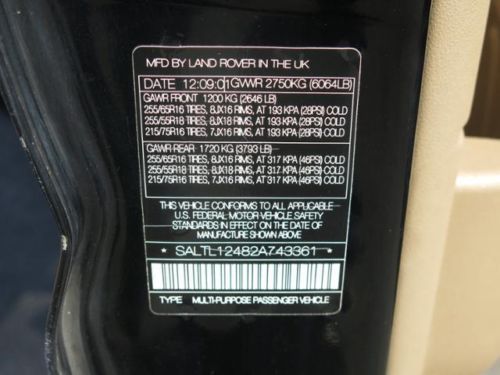 MFD BY LAND ROVER IN THE UK
DATE 12:09:01 GVWR 2750KG (6064LB)
GAWR FRONT 1200 KG (2646 LB)
255/65R16 TIRES, 8JX16 RIMS, AT 193 KPA (28PSI) COLD
255/55R18 TIRES, 8JX18 RIMS, AT 193 KPA (28PSI) COLD
215/75R16 TIRES, 7JX16 RIMS, AT 193 KPA (28PSI) COLD
GAWR-REAR 1720 KG (3793 LB)
255/65R16 TIRES, 8JX16 RIMS, AT 317 KPA (46PSI) COLD
255/55R18 TIRES, 8JX18 RIMS, AT 317 KPA (46PSI) COLD
215/75R16 TIRES, 7JX16 RIMS, AT 317 KPA (46PSI) COLD
THIS VEHICLE CONFORMS TO ALL APPLICABLE
U.S. FEDERAL MOTOR VEHICLE SAFETY
STANDARDS IN EFFECT ON THE DATE OF
MANUFACTURE SHOWN ABOVE
* SALTL12482A743361 *
TYPE MULTI-PURPOSE PASSENGER VEHICLE